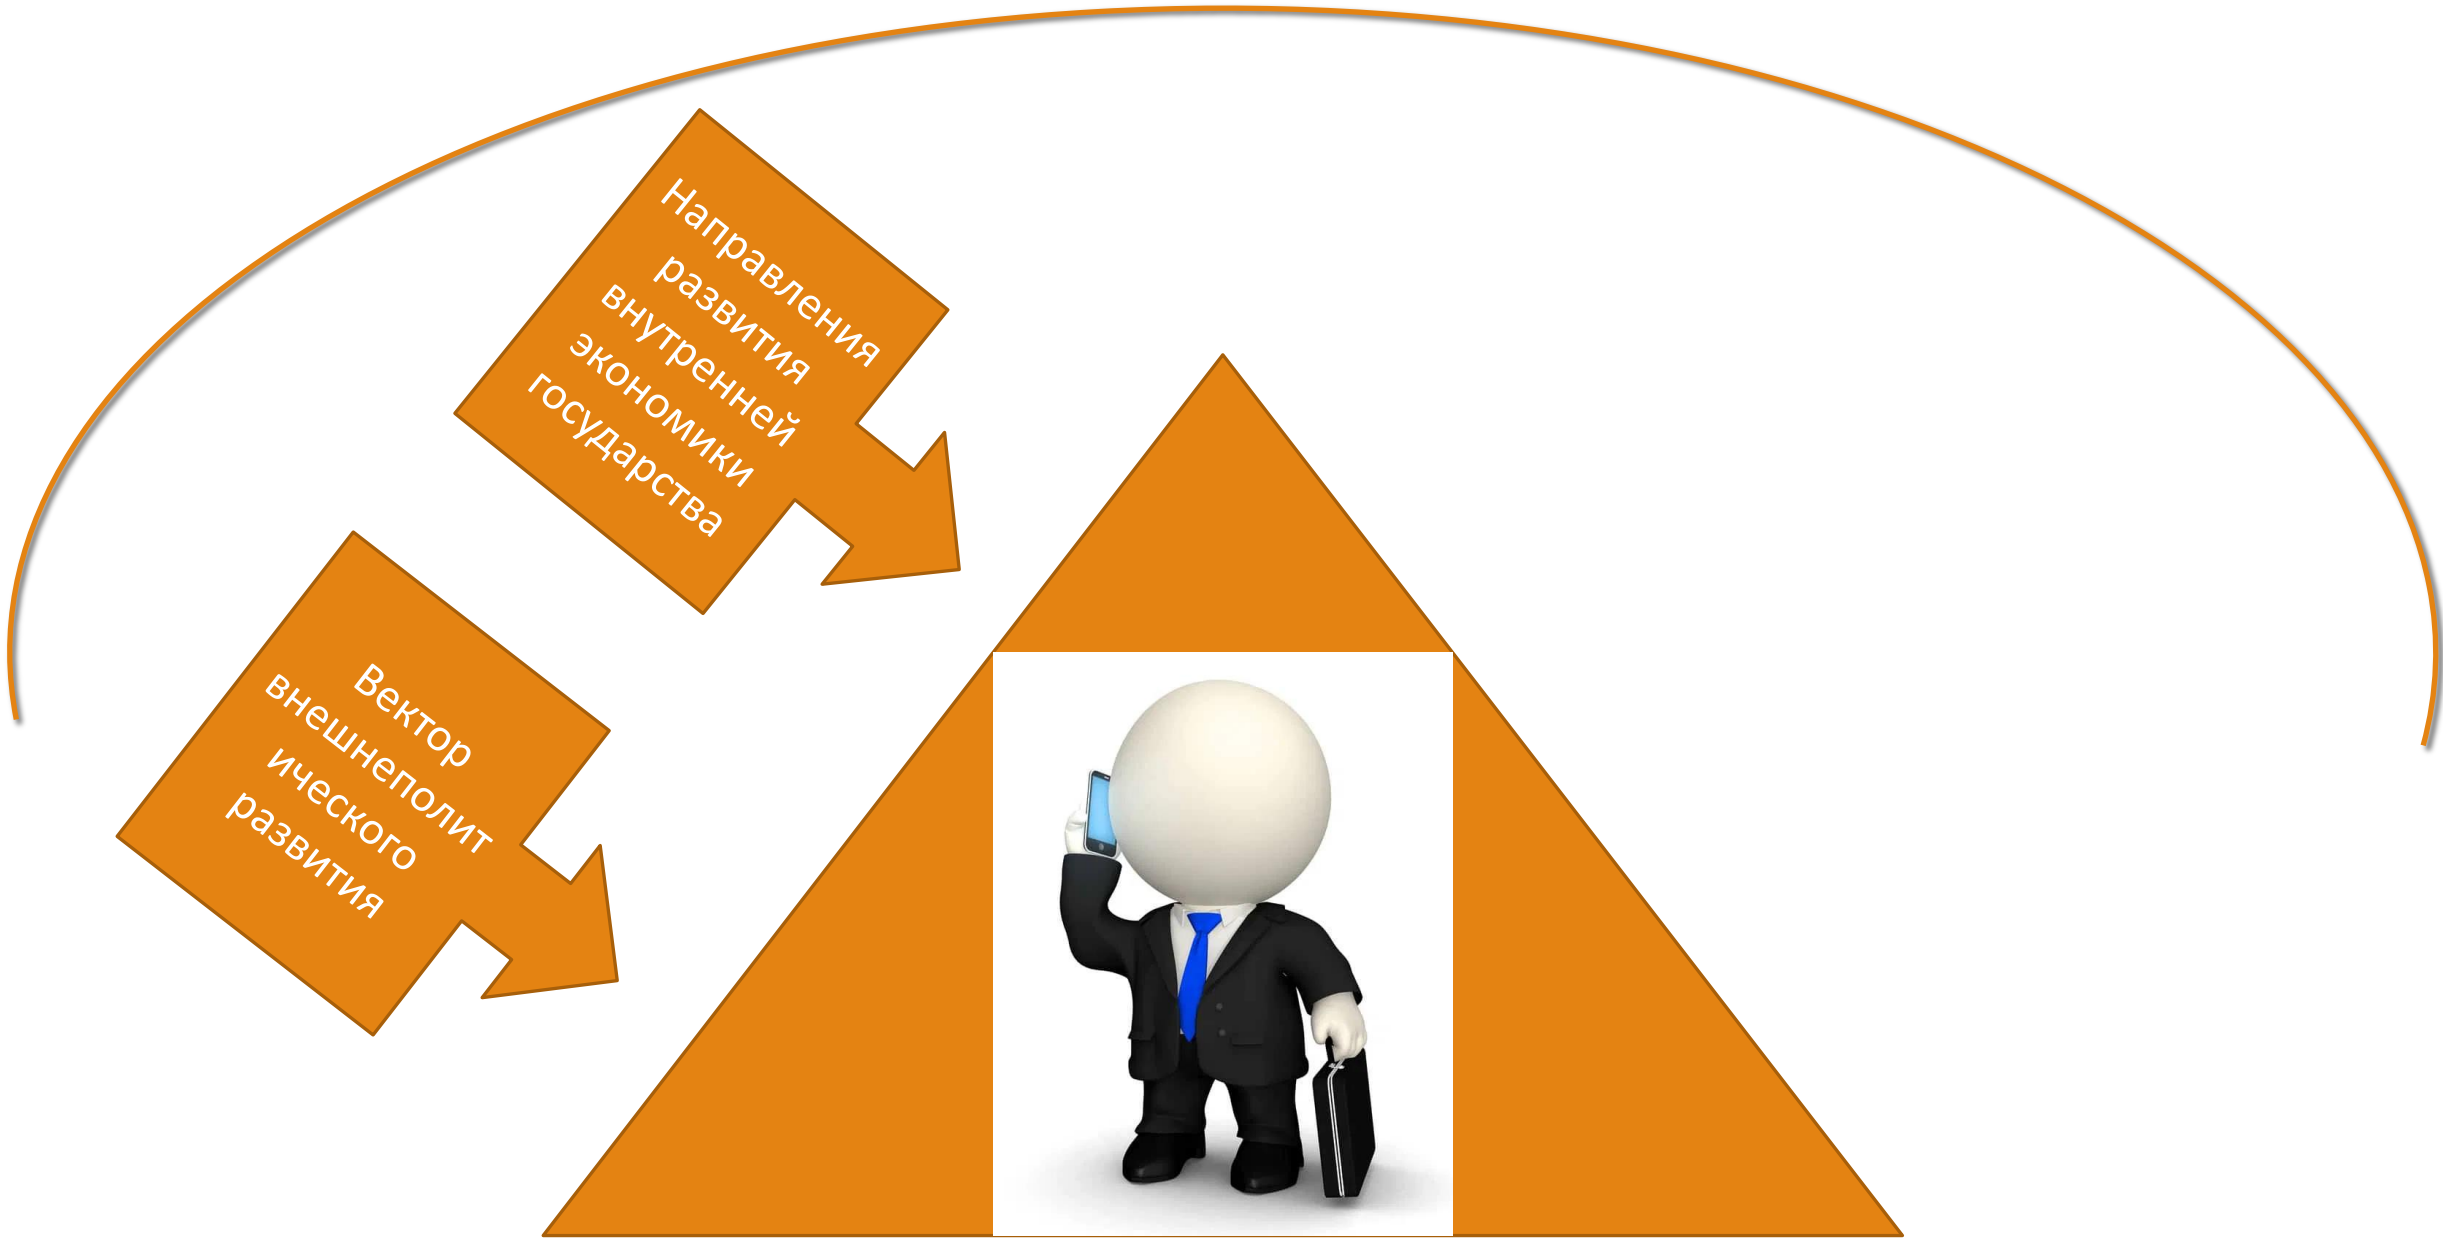 Направления
развития
внутренней
экономики
государства
Вектор
внешнеполит
ического
развития